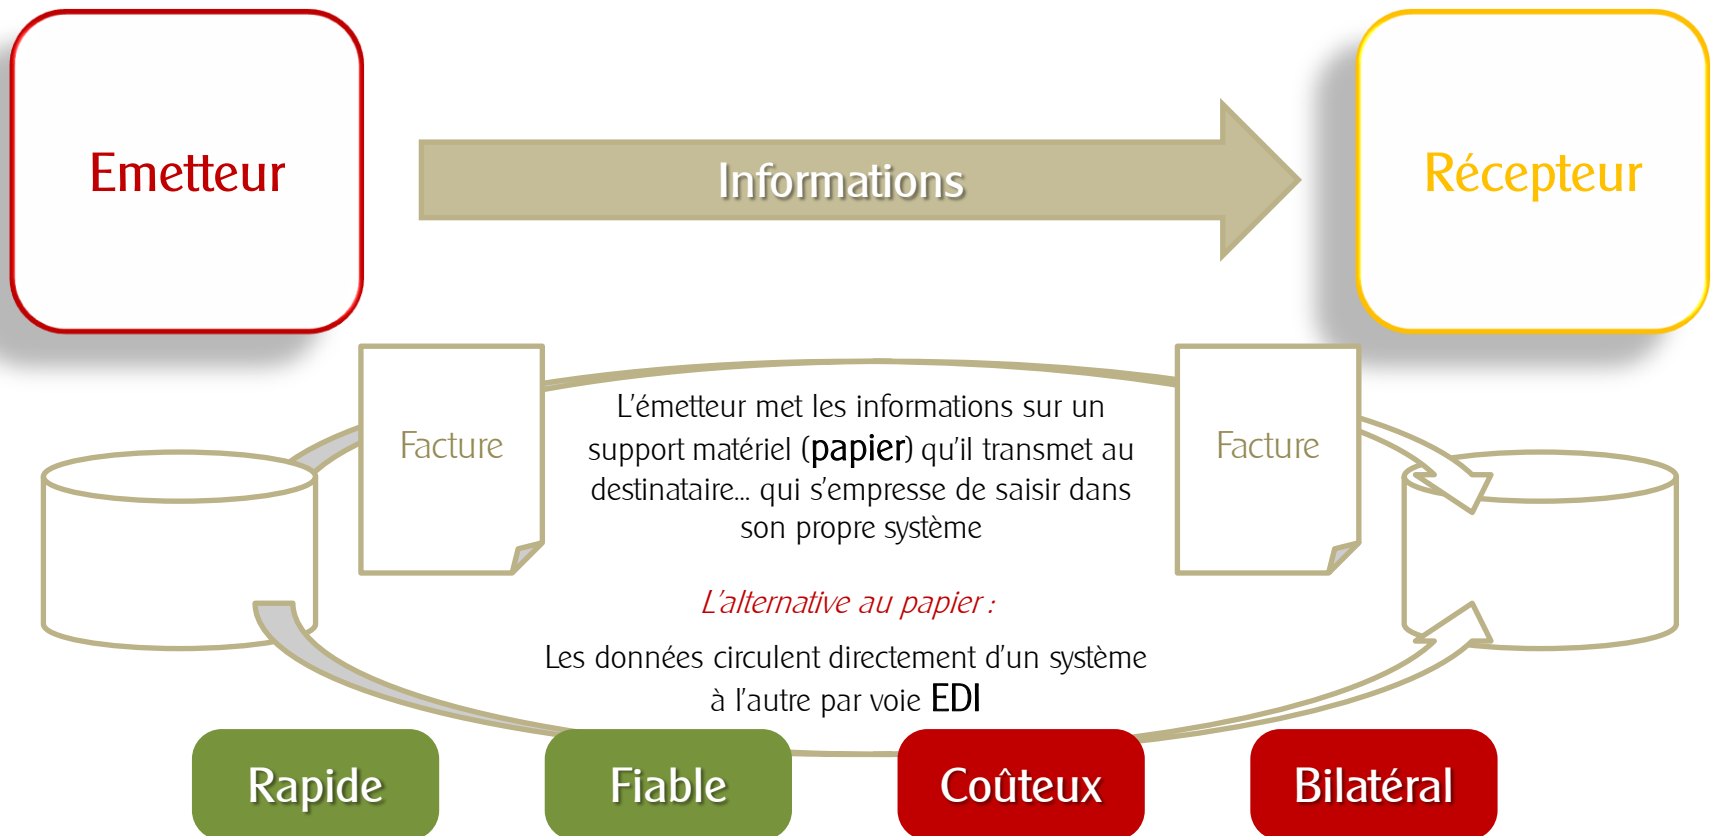 Emetteur
Informations
Récepteur
Facture
L'émetteur met les informations sur un
support matériel (papier) qu'il transmet au
destinataire... qui s'empresse de saisir dans
son propre système
Facture
L'alternative au papier :
Les données circulent directement d'un système
à l'autre par voie EDI
Rapide
Fiable
Coûteux
Bilatéral